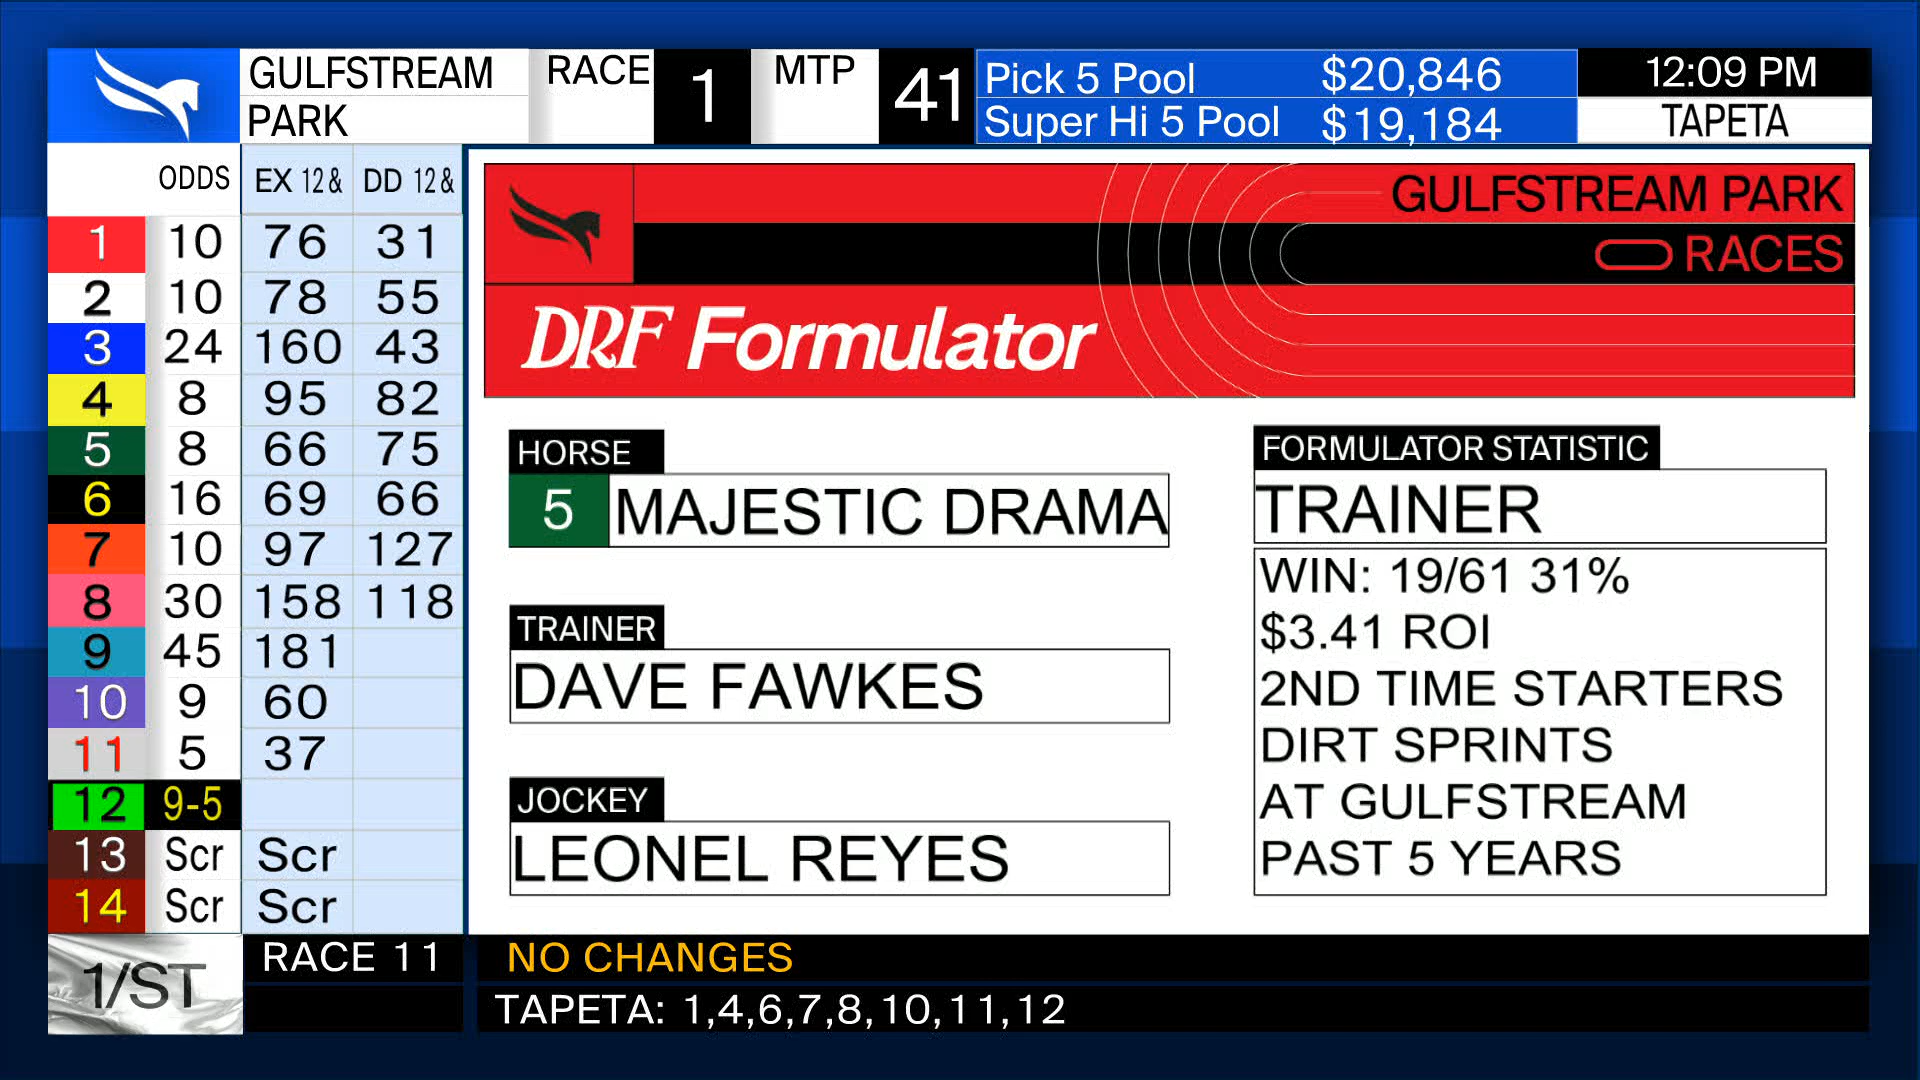 GULFSTREAM PARK
RACE 1
MTP 41
Pick 5 Pool $20,846
Super Hi 5 Pool $19,184
12:09 PM
TAPETA
ODDS EX 12& DD 12&
1 10 76 31
2 10 78 55
3 24 160 43
4 8 95 82
5 8 66 75
6 16 69 66
7 10 97 127
8 30 158 118
9 45 181
10 9 60
11 5 37
12 9-5
13 Scr Scr
14 Scr Scr
GULFSTREAM PARK
RACES
DRF Formulator
HORSE
5 MAJESTIC DRAMA
TRAINER
DAVE FAWKES
JOCKEY
LEONEL REYES
FORMULATOR STATISTIC
TRAINER
WIN: 19/61 31%
$3.41 ROI
2ND TIME STARTERS
DIRT SPRINTS
AT GULFSTREAM
PAST 5 YEARS
1/ST
RACE 11 NO CHANGES
TAPETA: 1,4,6,7,8,10,11,12